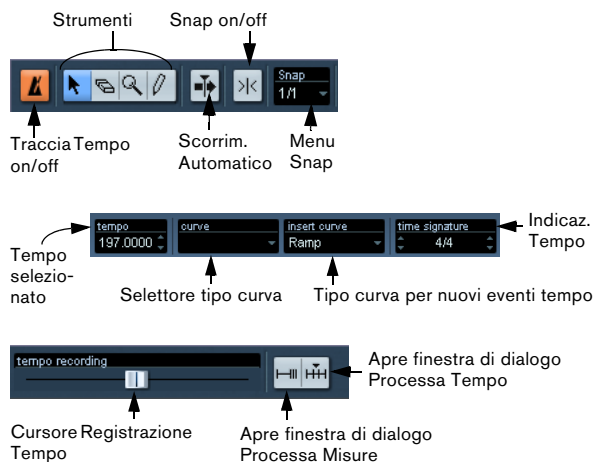 Strumenti
Snap on/off
Snap
1/1
Traccia Tempo
on/off
Scorrim.
Automatico
Menu
Snap
tempo
197.0000
curve
insert curve
Ramp
time signature
4/4
Indicaz.
Tempo
Tempo
selezio-
nato
Selettore tipo curva
Tipo curva per nuovi eventi tempo
tempo recording
Apre finestra di dialogo
Processa Tempo
Cursore Registrazione
Tempo
Apre finestra di dialogo
Processa Misure